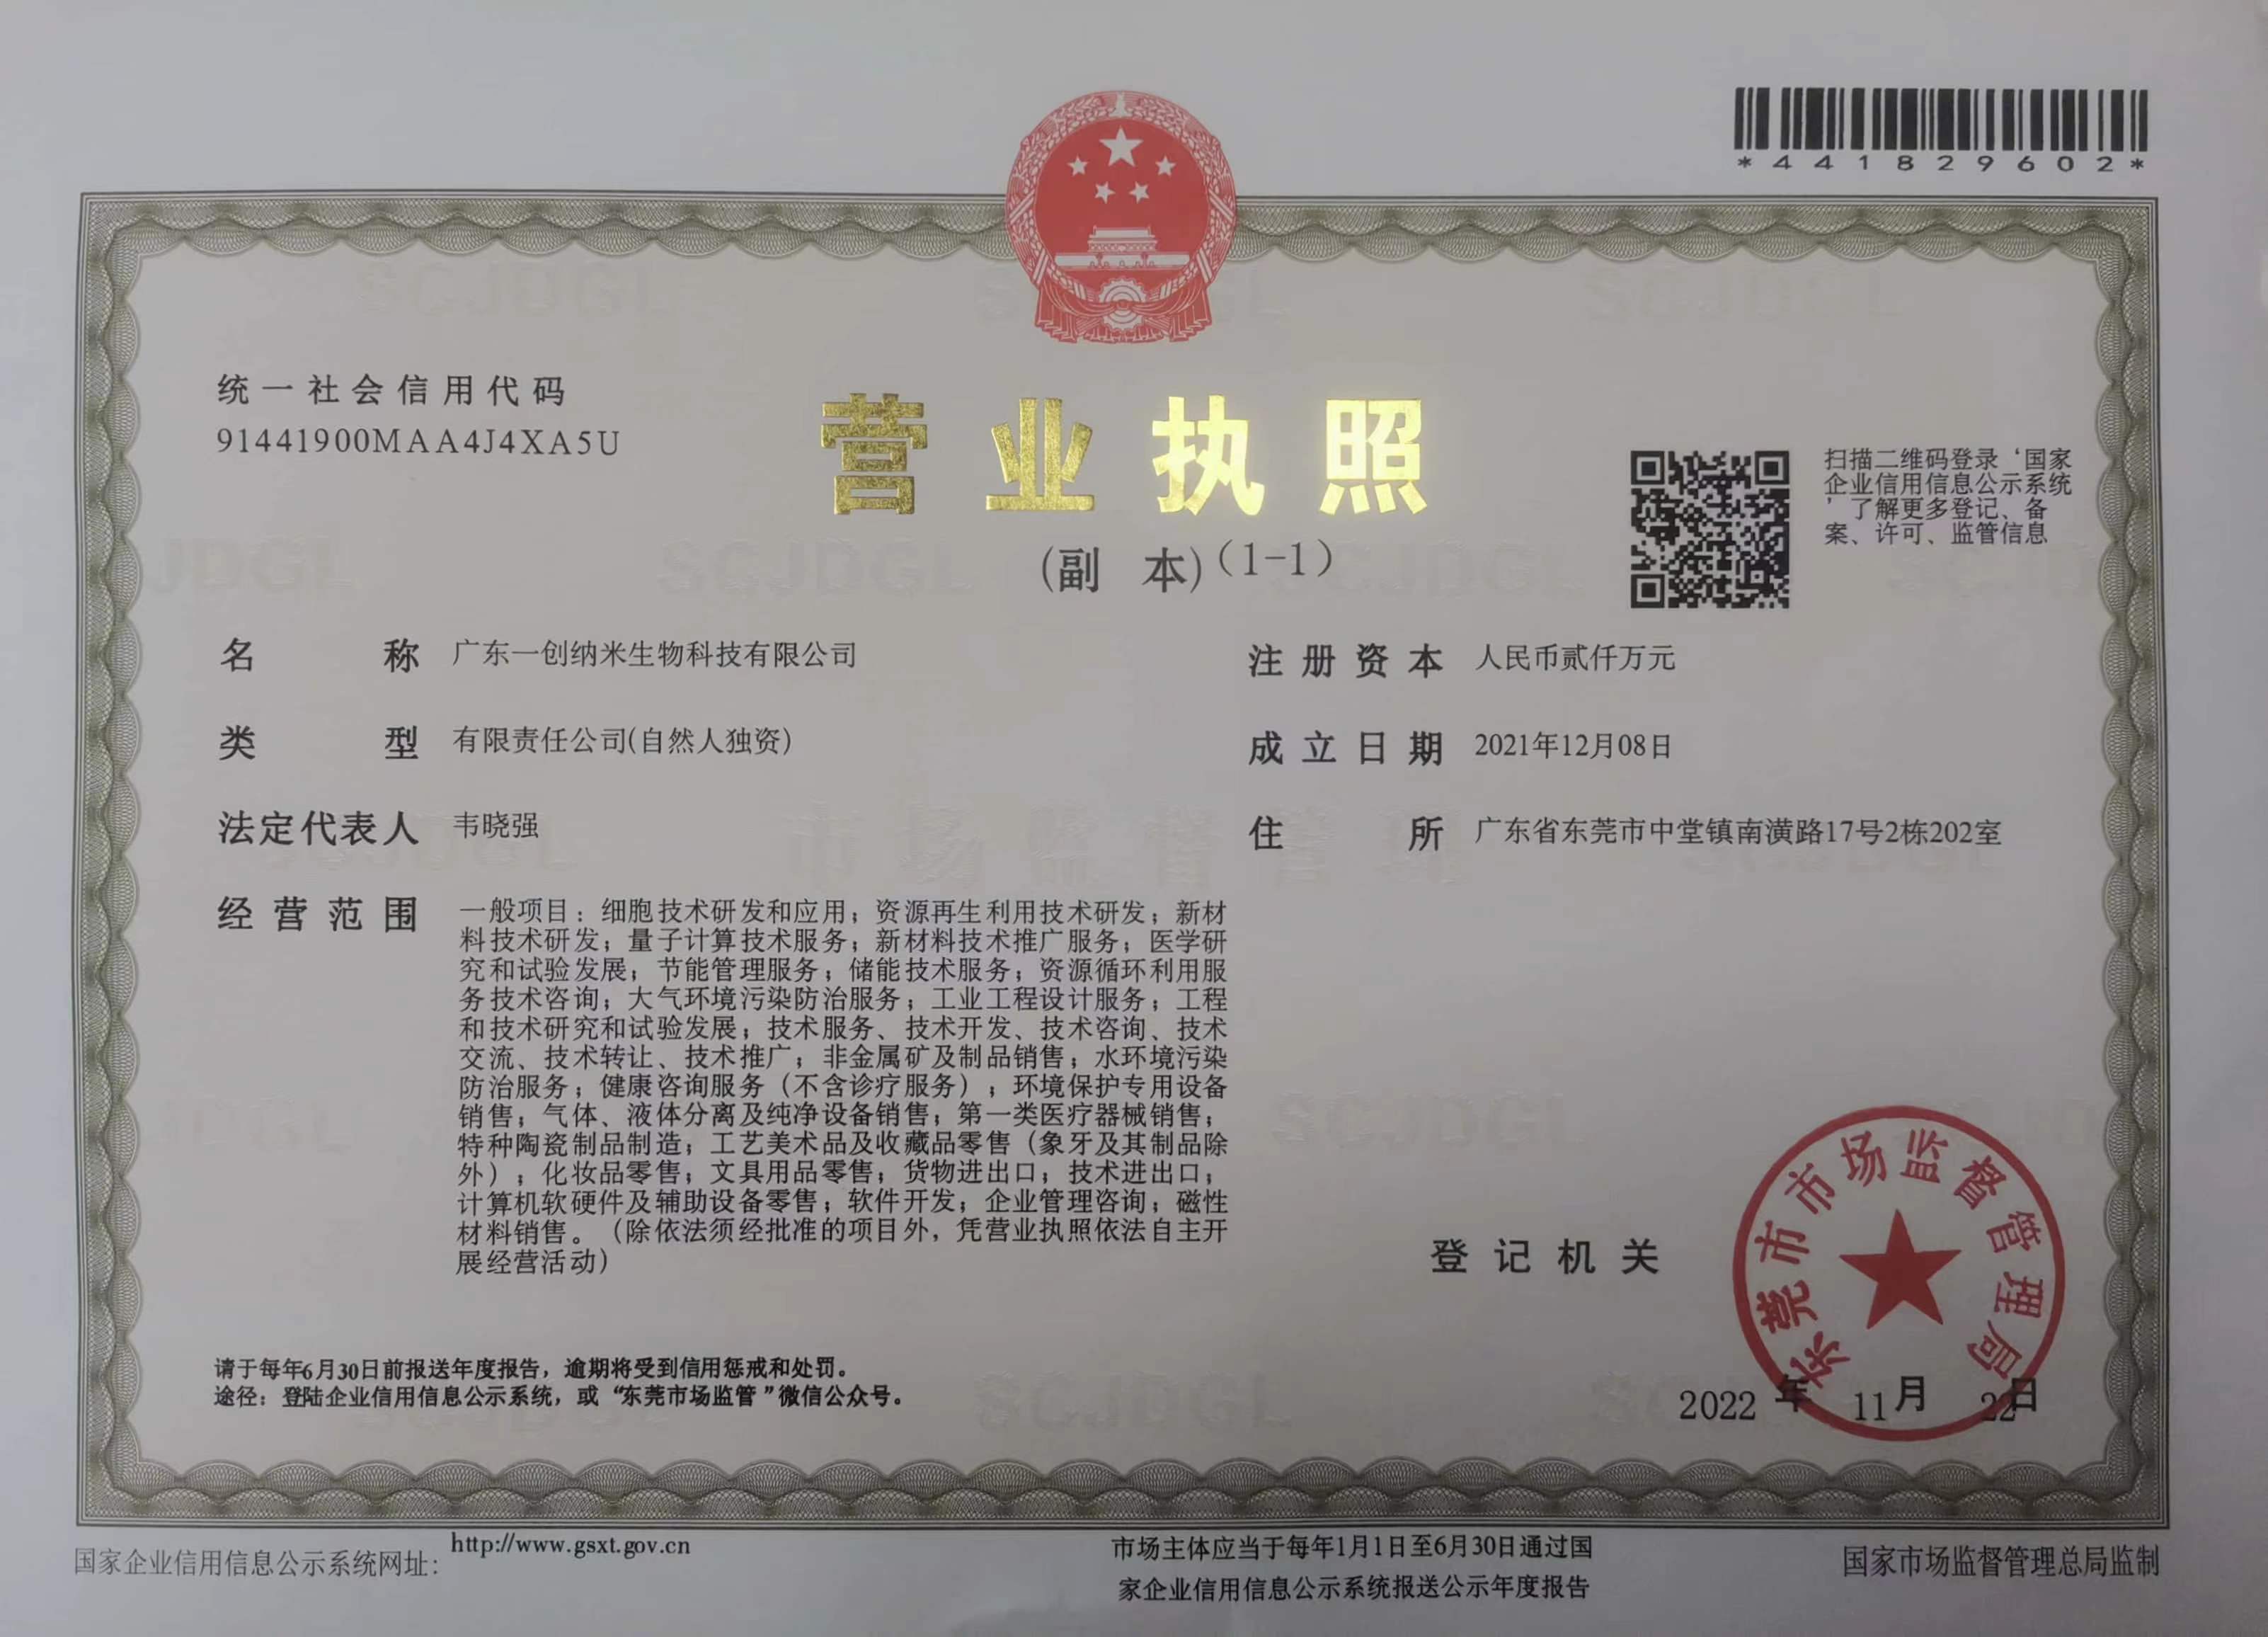 *441829602*
统一社会信用代码
91441900MAA4J4XA5U
营业执照
(副 本)(1-1)
扫描二维码登录‘国家
企业信用信息公示系统
’了解更多登记、备
案、许可、监管信息
名 称 广东一创纳米生物科技有限公司
类 型 有限责任公司(自然人独资)
法定代表人 韦晓强
经营范围 一般项目：细胞技术研发和应用；资源再生利用技术研发；新材
料技术研发；量子计算技术服务；新材料技术推广服务；医学研
究和试验发展；节能管理服务；储能技术服务；资源循环利用服
务技术咨询；大气环境污染防治服务；工业工程设计服务；工程
和技术研究和试验发展；技术服务、技术开发、技术咨询、技术
交流、技术转让、技术推广；非金属矿及制品销售；水环境污染
防治服务；健康咨询服务（不含诊疗服务）；环境保护专用设备
销售；气体、液体分离及纯净设备销售；第一类医疗器械销售；
特种陶瓷制品制造；工艺美术品及收藏品零售（象牙及其制品除
外）；化妆品零售；文具用品零售；货物进出口；技术进出口；
计算机软硬件及辅助设备零售；软件开发；企业管理咨询；磁性
材料销售。（除依法须经批准的项目外，凭营业执照依法自主开
展经营活动）
注册资本 人民币贰仟万元
成立日期 2021年12月08日
住 所 广东省东莞市中堂镇南潢路17号2栋202室
登记机关
东莞市市场监督管理局
2022 年 11 月 22 日
请于每年6月30日前报送年度报告，逾期将受到信用惩戒和处罚。
途径：登陆企业信用信息公示系统，或“东莞市场监管”微信公众号。
国家企业信用信息公示系统网址： http://www.gsxt.gov.cn
市场主体应当于每年1月1日至6月30日通过国
家企业信用信息公示系统报送公示年度报告
国家市场监督管理总局监制
SCJDGL
市场监督管理